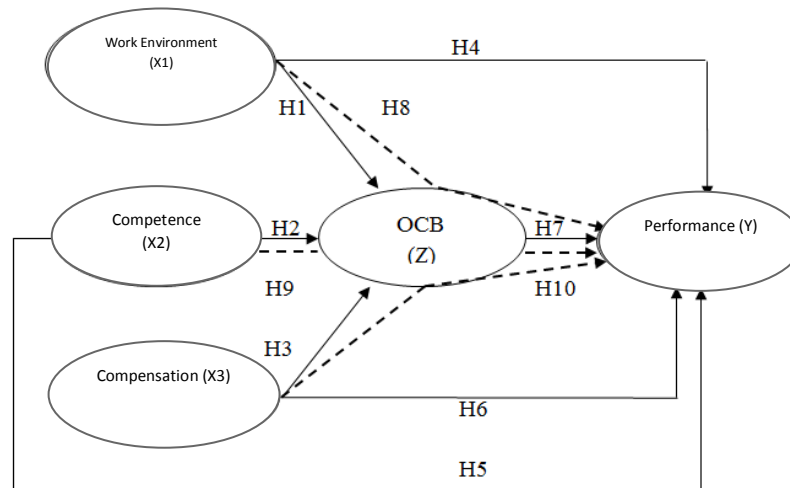 Work Environment
(X1)
H4
H1
H8
Competence
(X2)
H2
OCB
(Z)
H7
Performance (Y)
H9
H10
H3
Compensation (X3)
H6
H5